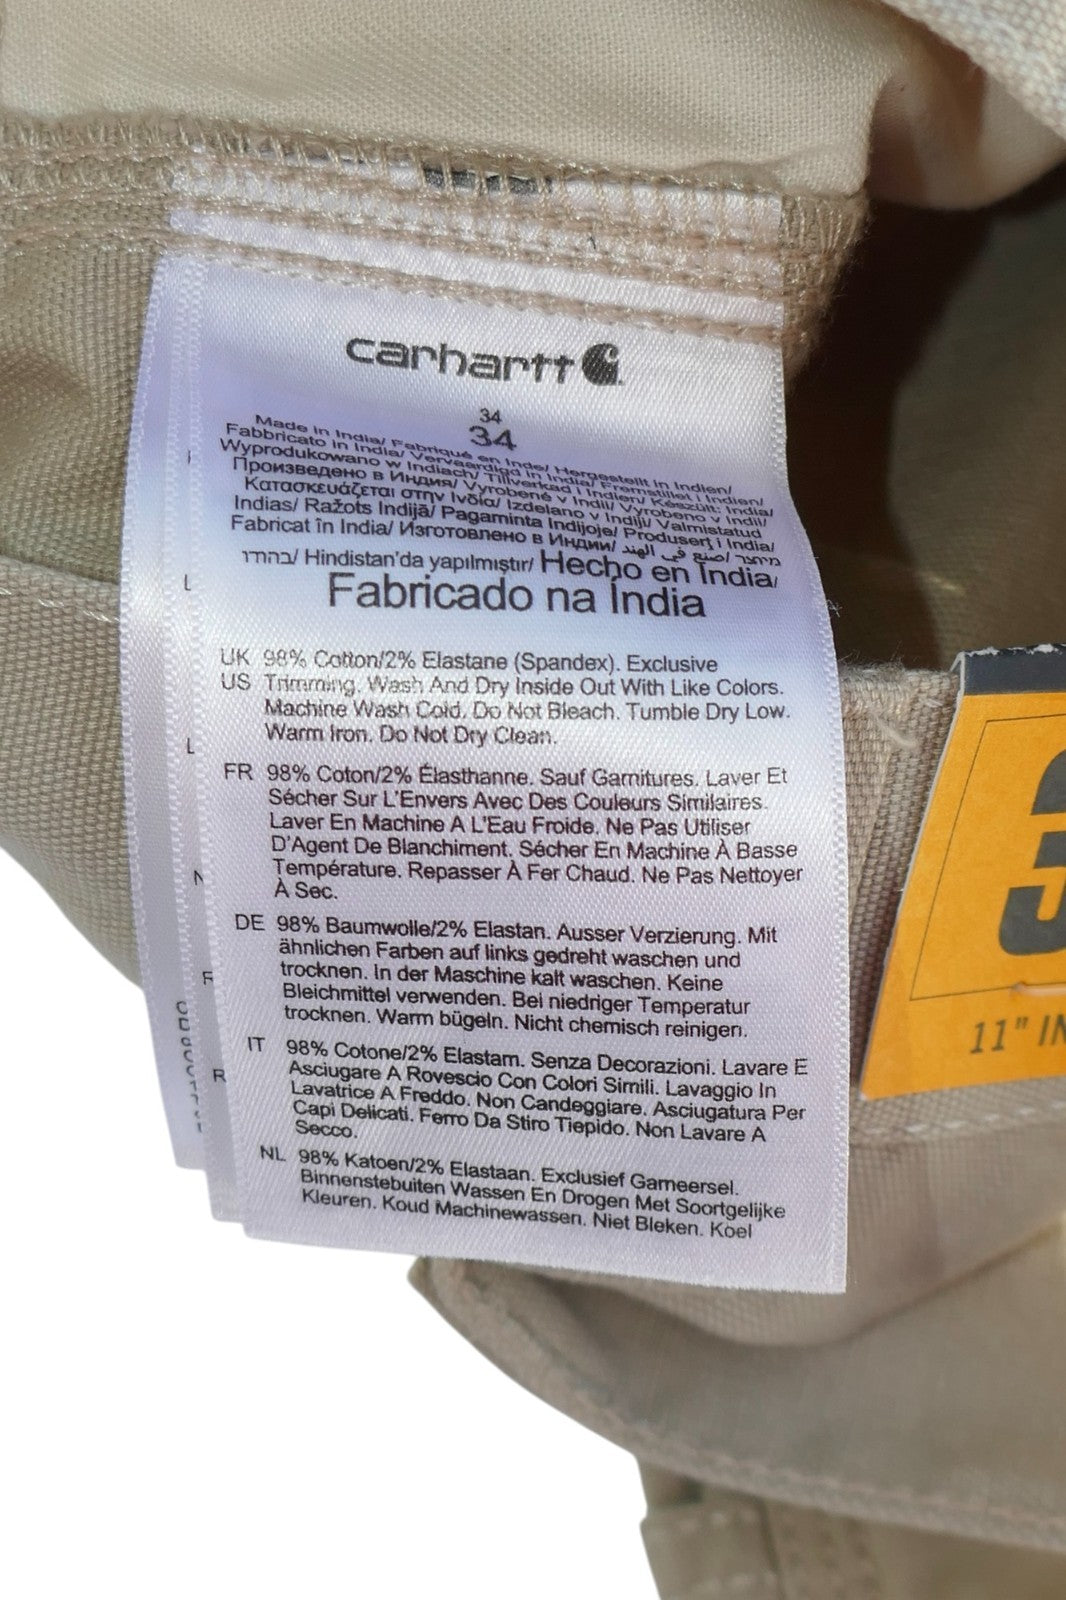 carhartt
34
34
Made in India/ Fabriqué en Inde/ Hergestellt in Indien/
Fabbricato in India/ Vervaardigd in India/ Fremstillet i Indien/
Wyprodukowano w Indiach/ Tillverkad i Indien/ Készült: India/
Произведено в Индия/ Vyrobené v Indii/ Vyrobeno v Indii/
Κατασκευάζεται στην Ινδία/ Izdelano v Indiji/ Valmistatud
Indias/ Ražots Indijā/ Pagaminta Indijoje/ Produserț i India/
Fabricat în India/ Изготовлено в Индии/ صنع في الهند/ מיוצר
בהודו/ Hindistan'da yapılmıştır/ Hecho en India/
Fabricado na Índia
UK 98% Cotton/2% Elastane (Spandex). Exclusive
US Trimming. Wash And Dry Inside Out With Like Colors.
Machine Wash Cold. Do Not Bleach. Tumble Dry Low.
Warm Iron. Do Not Dry Clean.
FR 98% Coton/2% Élasthanne. Sauf Garnitures. Laver Et
Sécher Sur L'Envers Avec Des Couleurs Similaires.
Laver En Machine A L'Eau Froide. Ne Pas Utiliser
D'Agent De Blanchiment. Sécher En Machine À Basse
Température. Repasser À Fer Chaud. Ne Pas Nettoyer
À Sec.
DE 98% Baumwolle/2% Elastan. Ausser Verzierung. Mit
ähnlichen Farben auf links gedreht waschen und
trocknen. In der Maschine kalt waschen. Keine
Bleichmittel verwenden. Bei niedriger Temperatur
trocknen. Warm bügeln. Nicht chemisch reinigen.
IT 98% Cotone/2% Elastam. Senza Decorazioni. Lavare E
Asciugare A Rovescio Con Colori Simili. Lavaggio In
Lavatrice A Freddo. Non Candeggiare. Asciugatura Per
Capi Delicati. Ferro Da Stiro Tiepido. Non Lavare A
Secco.
NL 98% Katoen/2% Elastaan. Exclusief Garneersel.
Binnenstebuiten Wassen En Drogen Met Soortgelijke
Kleuren. Koud Machinewassen. Niet Bleken. Koel
11" IN